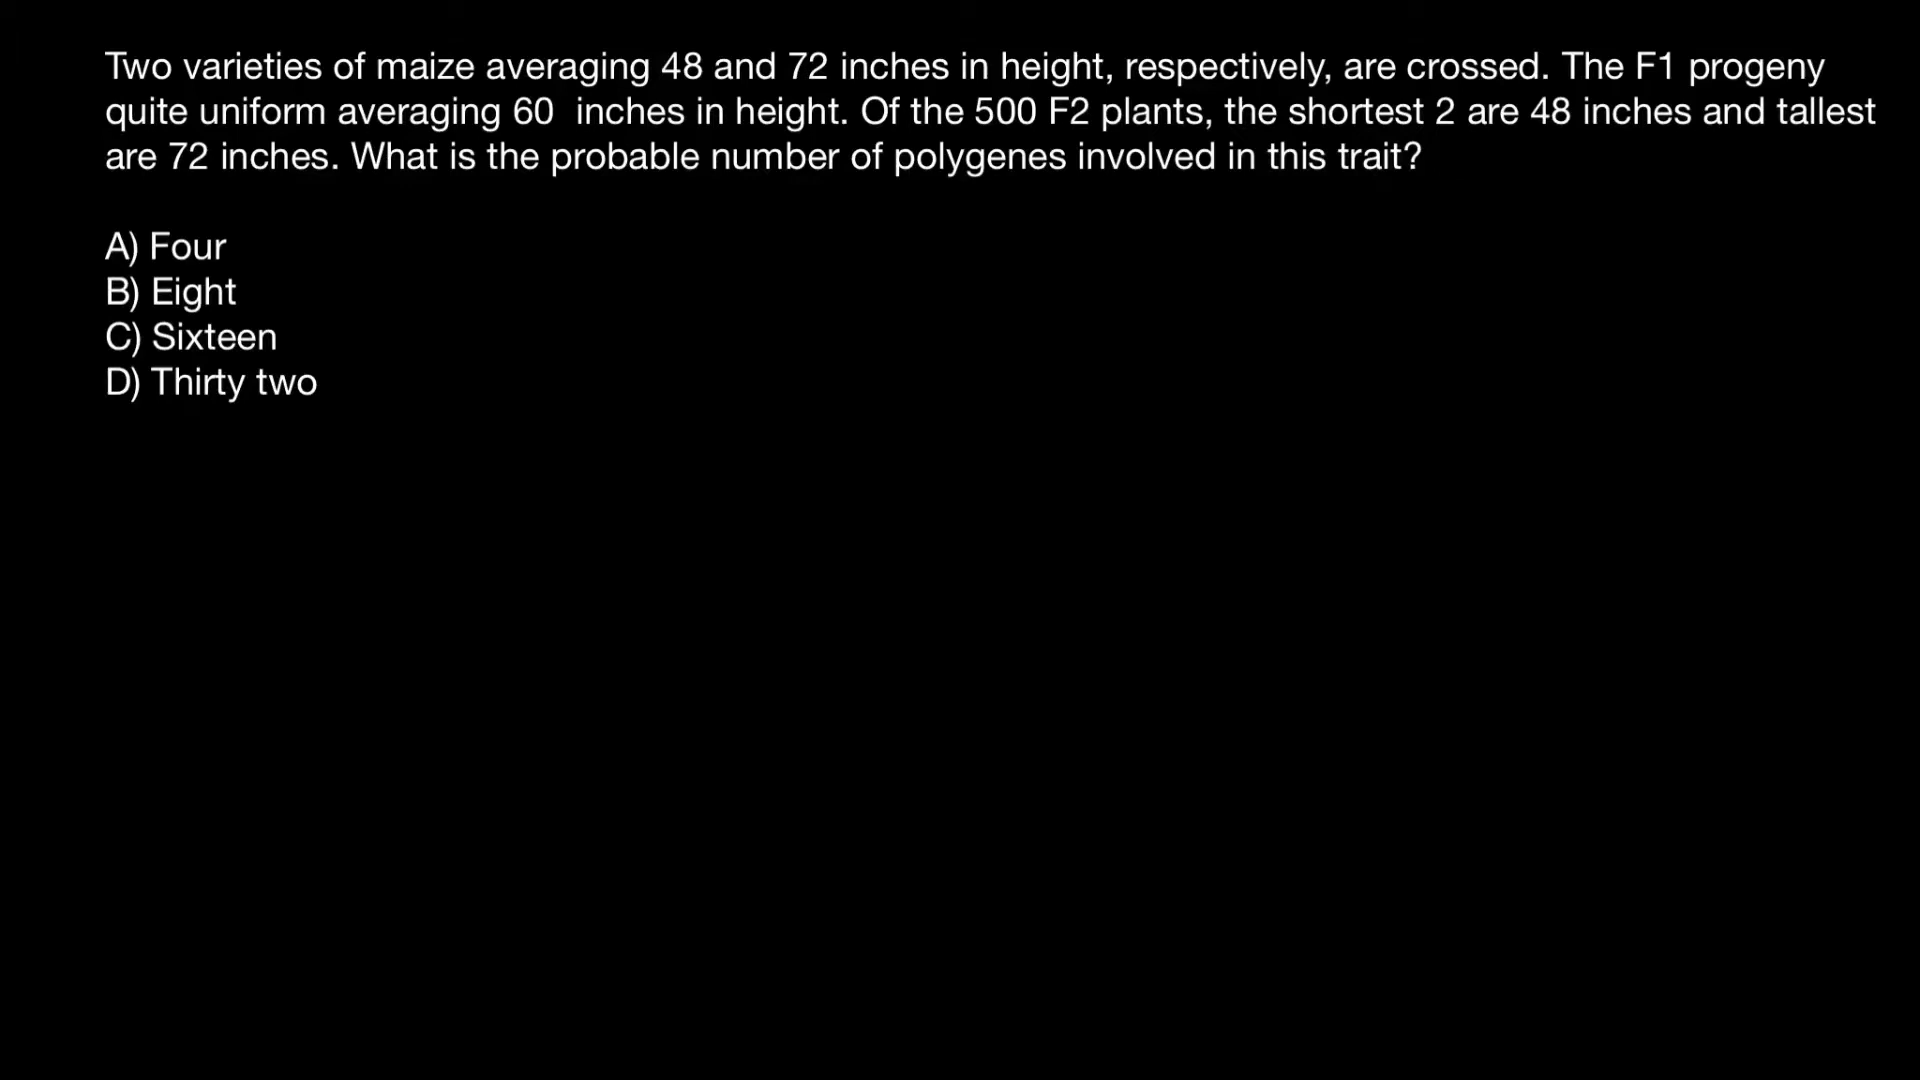 Two varieties of maize averaging 48 and 72 inches in height, respectively, are crossed. The F1 progeny
quite uniform averaging 60  inches in height. Of the 500 F2 plants, the shortest 2 are 48 inches and tallest
are 72 inches. What is the probable number of polygenes involved in this trait?
A) Four
B) Eight
C) Sixteen
D) Thirty two